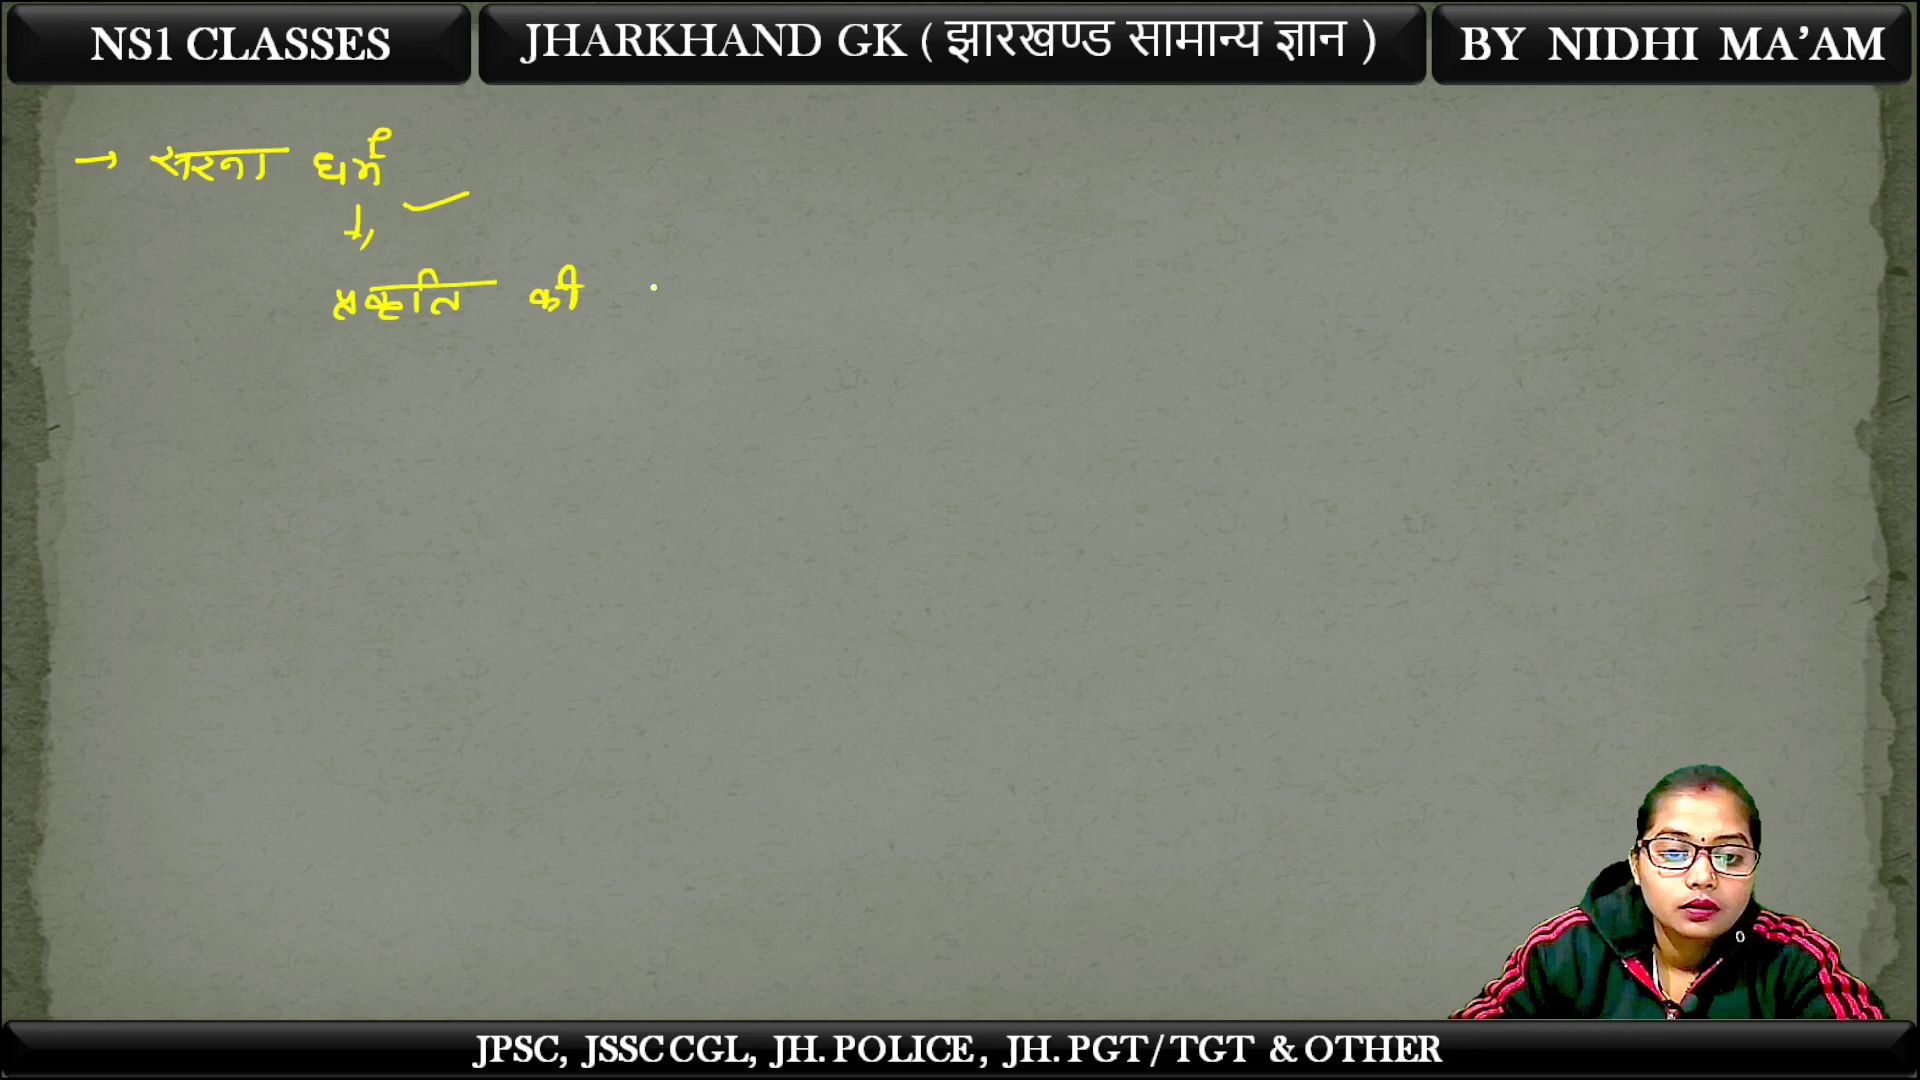 NS1 CLASSES
JHARKHAND GK ( झारखण्ड सामान्य ज्ञान )
BY NIDHI MA’AM
→ सरना धर्म
प्रकृति की
JPSC, JSSC CGL, JH. POLICE, JH. PGT/TGT & OTHER